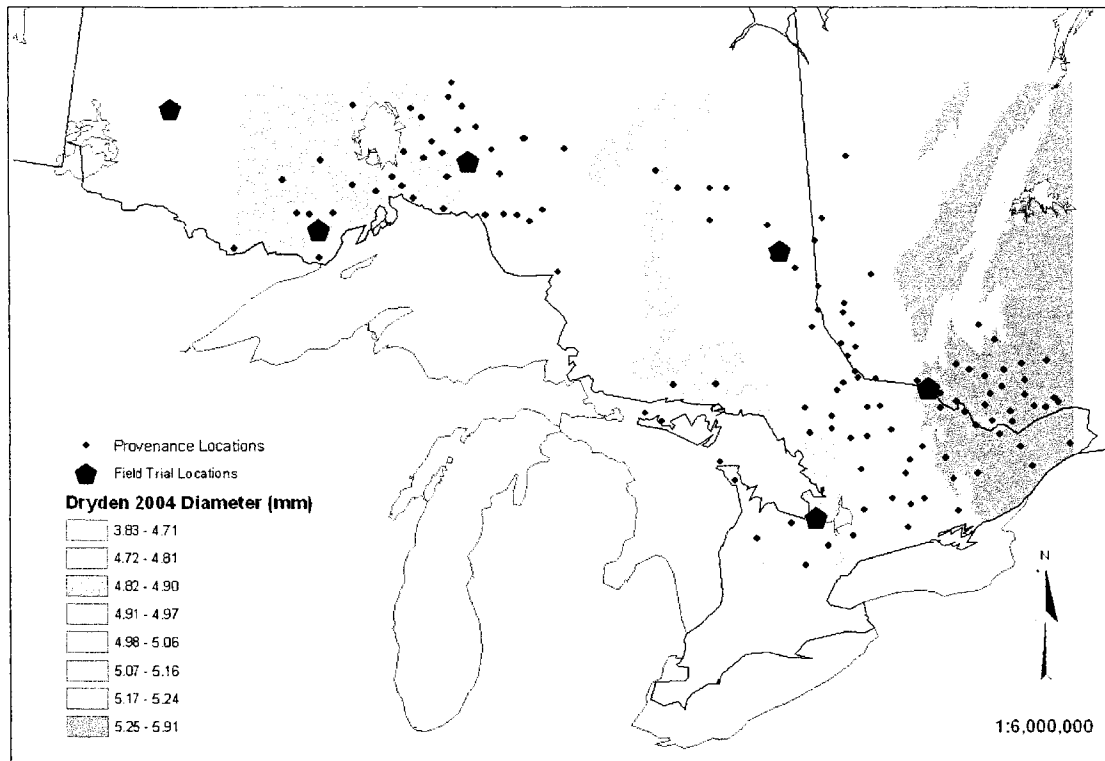 Provenance Locations
Field Trial Locations
Dryden 2004 Diameter (mm)
3.83 - 4.71
4.72 - 4.81
4.82 - 4.90
4.91 - 4.97
4.98 - 5.06
5.07 - 5.16
5.17 - 5.24
5.25 - 5.91
N
1:6,000,000